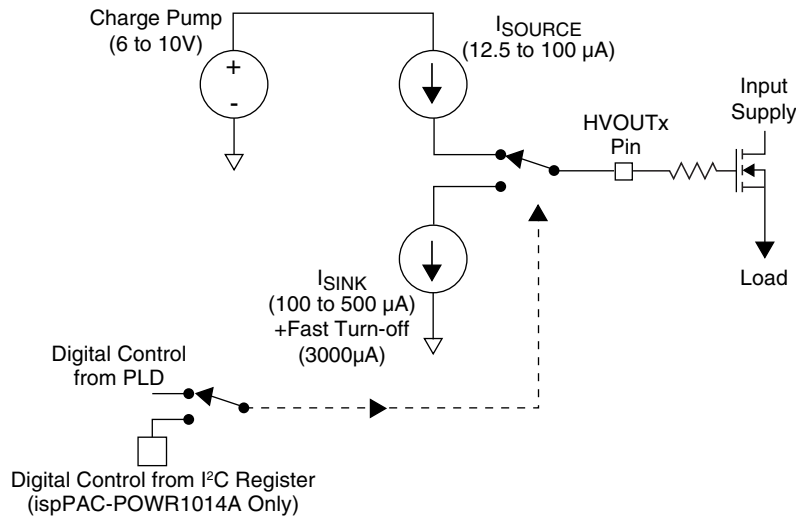 Charge Pump
(6 to 10V)
+
-
ISOURCE
(12.5 to 100 µA)
Input
Supply
HVOUTx
Pin
Load
ISINK
(100 to 500 µA)
+Fast Turn-off
(3000µA)
Digital Control
from PLD
Digital Control from I²C Register
(ispPAC-POWR1014A Only)